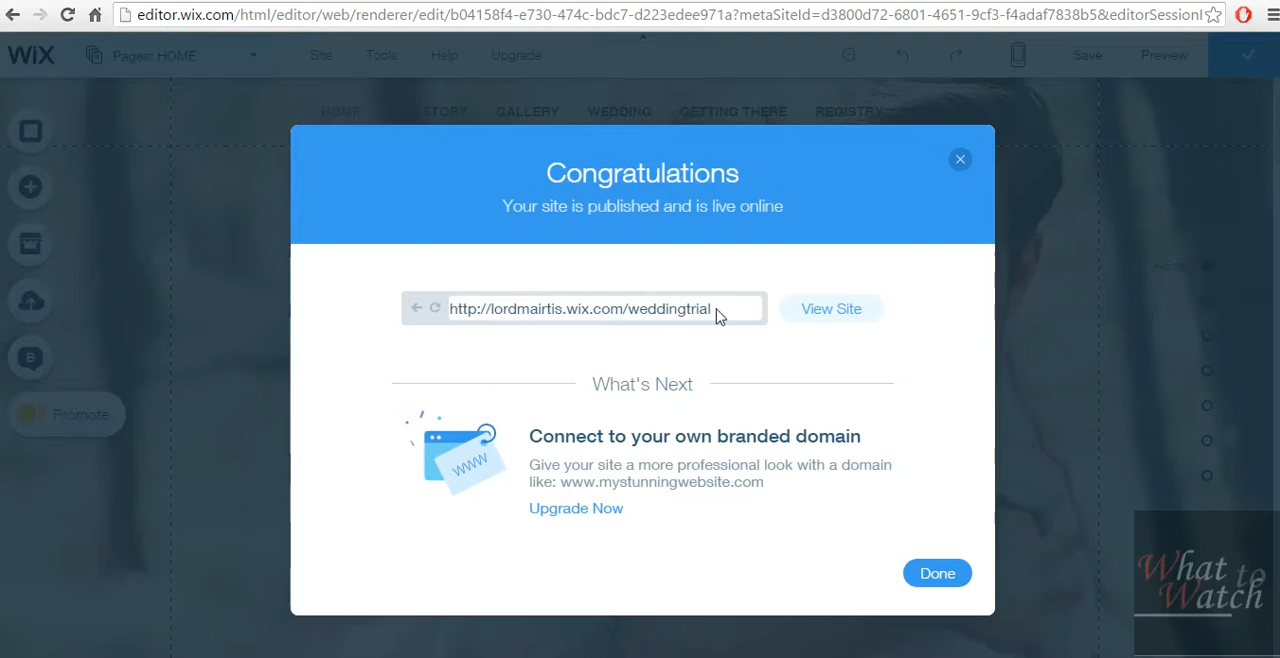 editor.wix.com/html/editor/web/renderer/edit/b04158f4-e730-474c-bdc7-d223edee971a?metaSiteId=d3800d72-6801-4651-9cf3-f4adaf7838b5&editorSessionI
WiX Pages: HOME Site Tools Help Upgrade Save Preview
HOME STORY GALLERY WEDDING GETTING THERE REGISTRY
Congratulations
Your site is published and is live online
HOME
http://lordmairtis.wix.com/weddingtrial View Site
What's Next
Promote
Connect to your own branded domain
WWW
Give your site a more professional look with a domain
like: www.mystunningwebsite.com
Upgrade Now
Done
What to
Watch